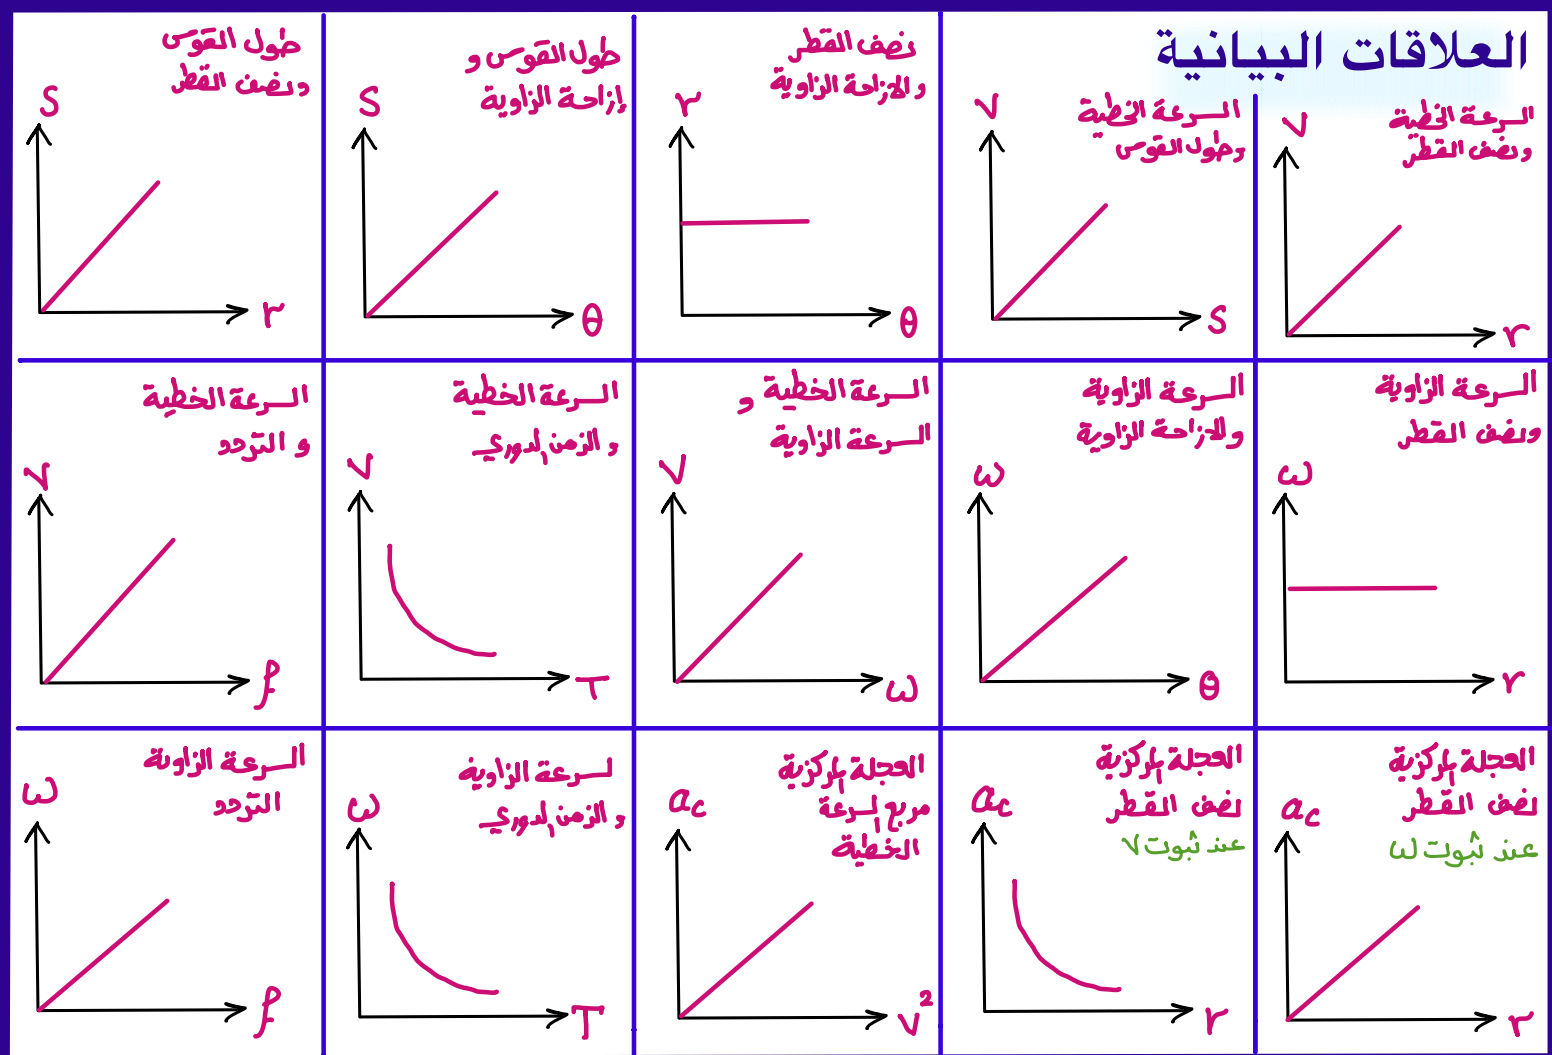 العلاقات البيانية
السرعة الخطية
ونصف القطر
v
r
السرعة الخطية
وطول القوس
v
s
نصف القطر
والازاحة الزاوية
r
θ
طول القوس و
إزاحة الزاوية
s
θ
طول القوس
ونصف القطر
s
r
السرعة الزاوية
ونصف القطر
ω
r
السرعة الزاوية
والازاحة الزاوية
ω
θ
السرعة الخطية و
السرعة الزاوية
v
ω
السرعة الخطية
و الزمن الدوري
v
T
السرعة الخطية
و التردد
v
f
العجلة المركزية
نصف القطر
عند ثبوت ω
ac
r
العجلة المركزية
نصف القطر
عند ثبوت v
ac
r
العجلة المركزية
مربع السرعة
الخطية
ac
v²
السرعة الزاوية
و الزمن الدوري
ω
T
السرعة الزاوية
التردد
ω
f